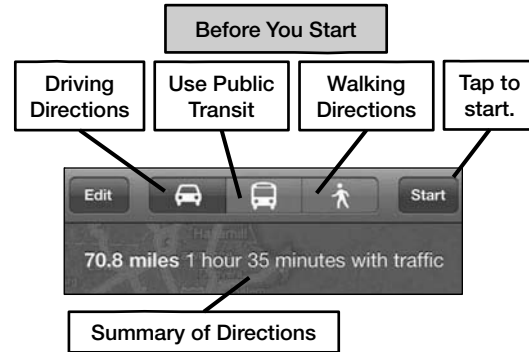 Before You Start
Driving
Directions
Use Public
Transit
Walking
Directions
Tap to
start.
Edit
Start
Haverhill
70.8 miles 1 hour 35 minutes with traffic
Summary of Directions